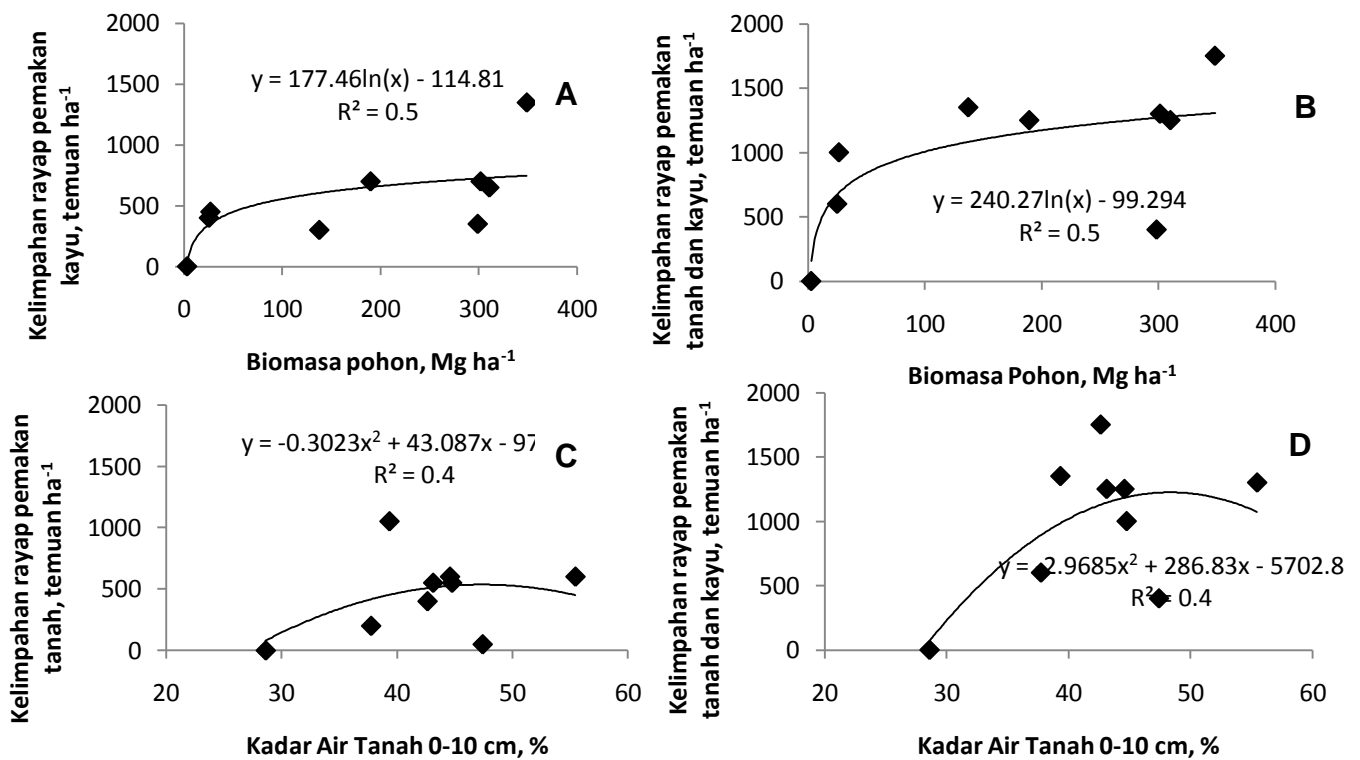 Kelimpahan rayap pemakan
kayu, temuan ha⁻¹
2000
1500
1000
500
0
y = 177.46ln(x) - 114.81
R² = 0.5
A
0 100 200 300 400
Biomasa pohon, Mg ha⁻¹
Kelimpahan rayap pemakan
tanah dan kayu, temuan ha⁻¹
2000
1500
1000
500
0
B
y = 240.27ln(x) - 99.294
R² = 0.5
0 100 200 300 400
Biomasa Pohon, Mg ha⁻¹
Kelimpahan rayap pemakan
tanah, temuan ha⁻¹
2000
1500
1000
500
0
y = -0.3023x² + 43.087x - 97
R² = 0.4
C
20 30 40 50 60
Kadar Air Tanah 0-10 cm, %
Kelimpahan rayap pemakan
tanah dan kayu, temuan ha⁻¹
2000
1500
1000
500
0
D
y = 2.9685x² + 286.83x - 5702.8
R² = 0.4
20 30 40 50 60
Kadar Air Tanah 0-10 cm, %